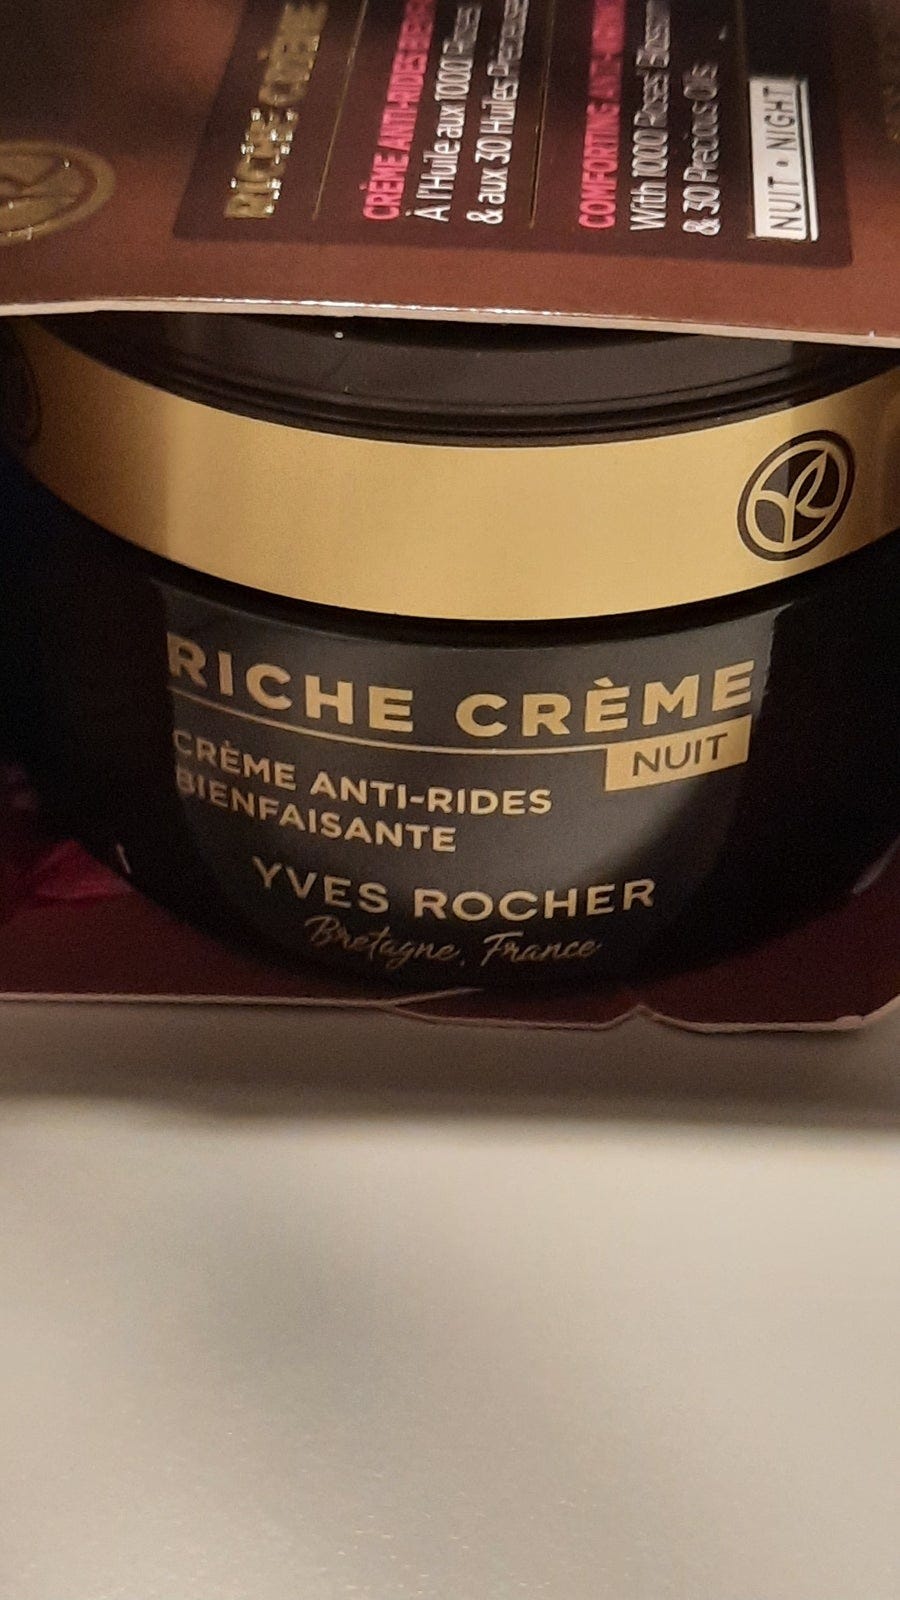 RICHE CRÈME
CRÈME ANTI-RIDES
À l'Huile aux 1000 Roses
& aux 30 Huiles Précieuses
COMFORTING
With 1000 Roses
& 30 Precious Oils
NUIT • NIGHT
RICHE CRÈME
NUIT
CRÈME ANTI-RIDES
BIENFAISANTE
YVES ROCHER
Bretagne, France